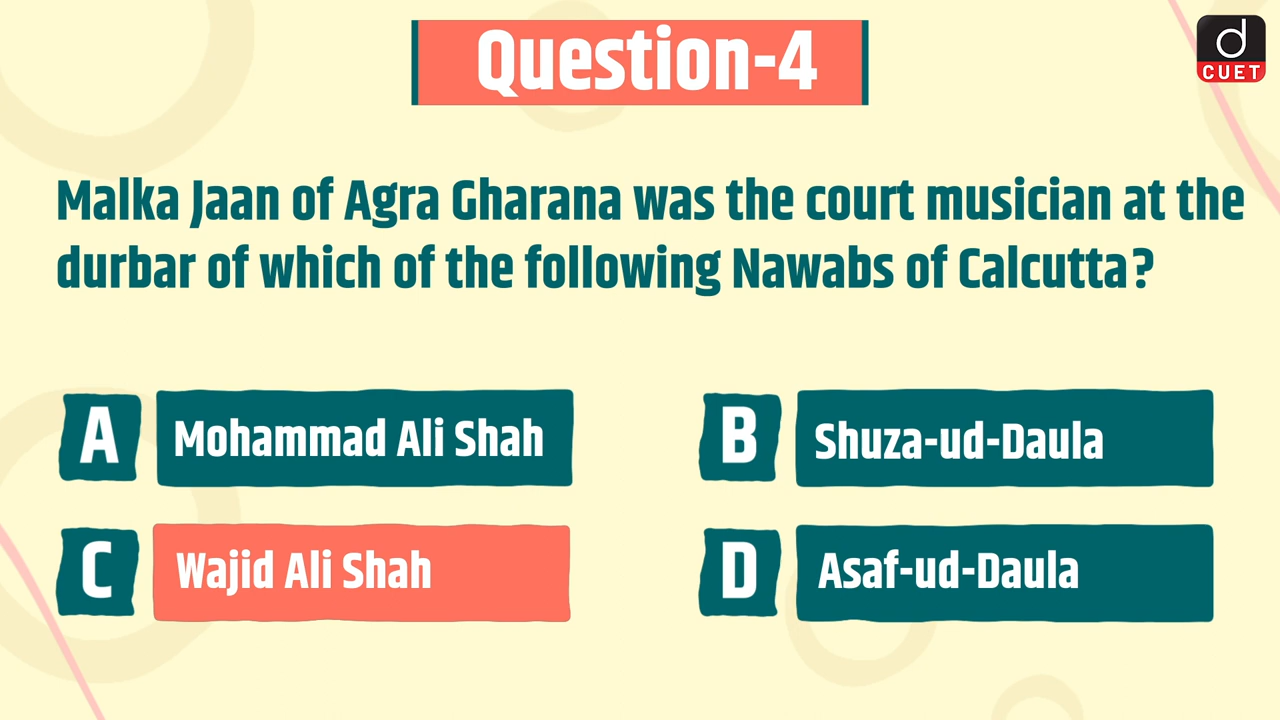 Question-4
d
CUET
Malka Jaan of Agra Gharana was the court musician at the
durbar of which of the following Nawabs of Calcutta?
A Mohammad Ali Shah
B Shuza-ud-Daula
C Wajid Ali Shah
D Asaf-ud-Daula